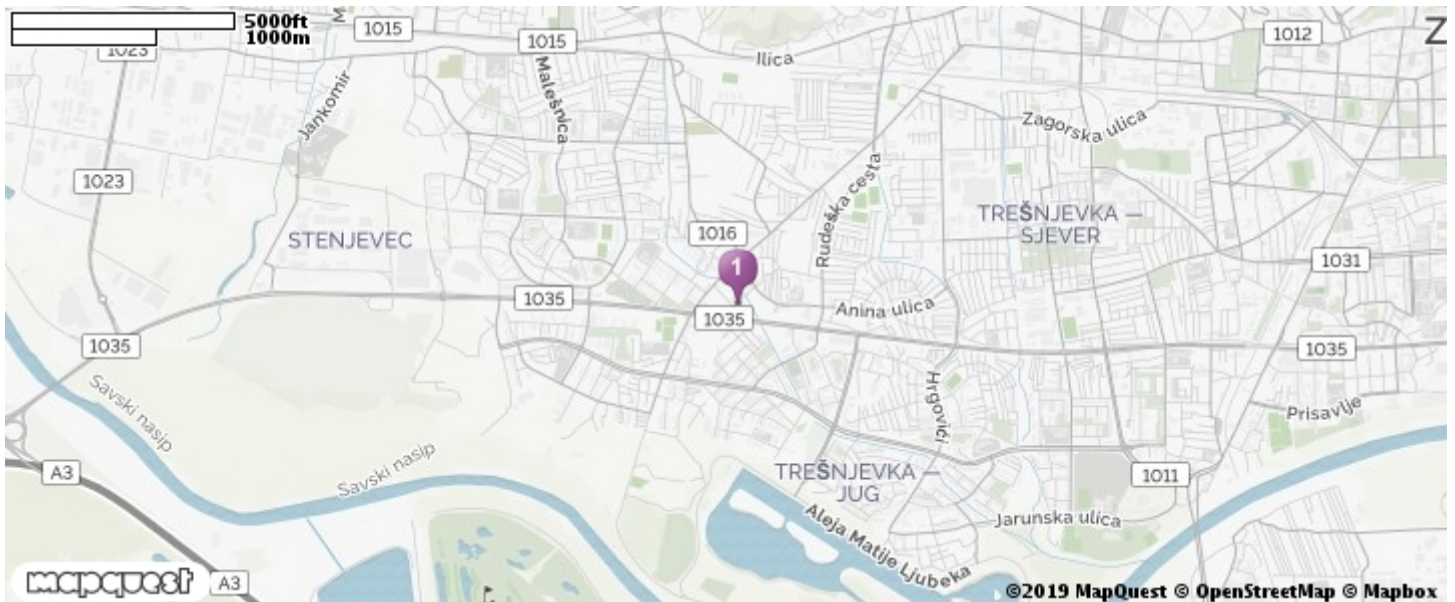 5000ft
1000m
1023
M
1015
1015
Ilica
1012
Z
Jankomir
Malešnica
Zagorska ulica
1023
Rudeška cesta
STENJEVEC
1016
TREŠNJEVKA —
SJEVER
1
1031
1035
1035
Anina ulica
1035
1035
Savski nasip
Hrgovići
Prisavlje
A3
Savski nasip
TREŠNJEVKA —
JUG
1011
Aleja Matije Ljubeka
Jarunska ulica
mapquest
A3
©2019 MapQuest © OpenStreetMap © Mapbox